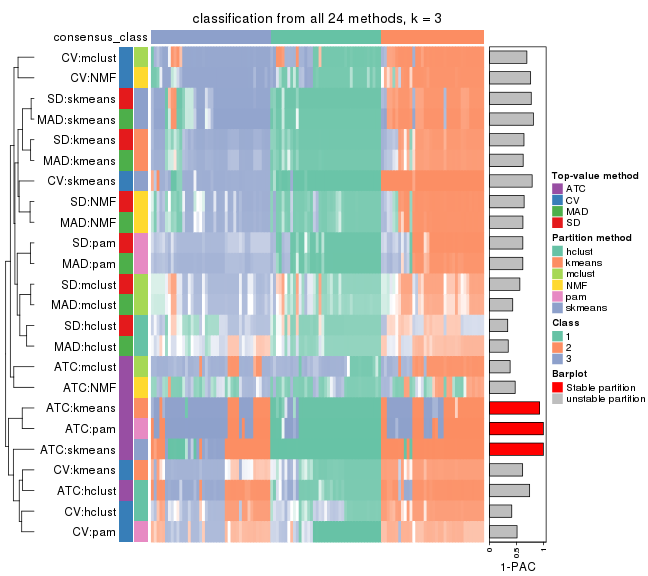 classification from all 24 methods, k = 3
consensus_class
CV:mclust
CV:NMF
SD:skmeans
MAD:skmeans
SD:kmeans
MAD:kmeans
CV:skmeans
SD:NMF
MAD:NMF
SD:pam
MAD:pam
SD:mclust
MAD:mclust
SD:hclust
MAD:hclust
ATC:mclust
ATC:NMF
ATC:kmeans
ATC:pam
ATC:skmeans
CV:kmeans
ATC:hclust
CV:hclust
CV:pam
0
0.5
1
1-PAC
Top-value method
ATC
CV
MAD
SD
Partition method
hclust
kmeans
mclust
NMF
pam
skmeans
Class
1
2
3
Barplot
Stable partition
unstable partition